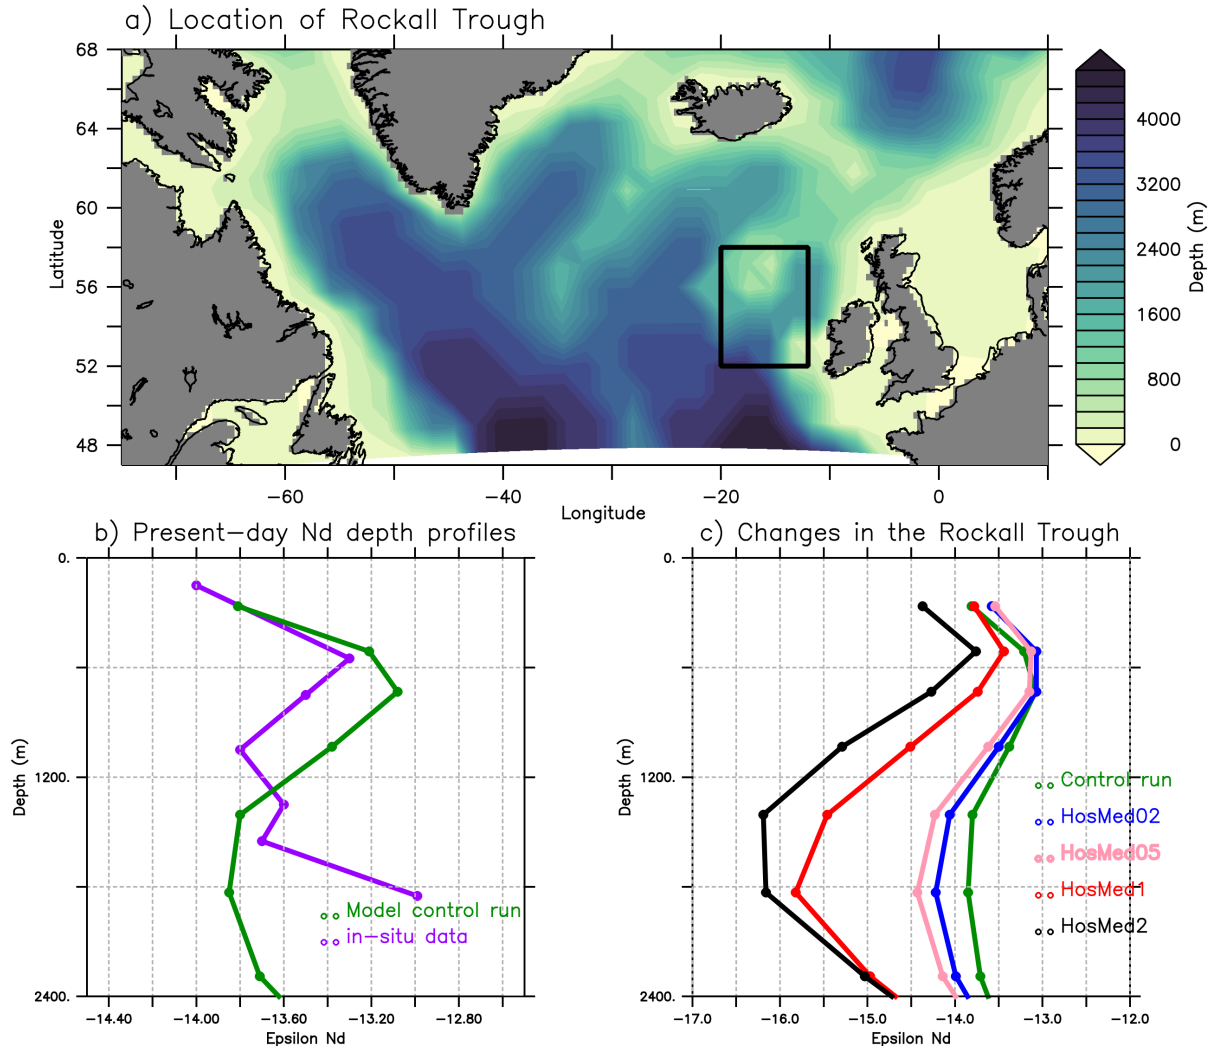 a) Location of Rockall Trough
68
64
60
56
52
48
Latitude
−60
−40
−20
0
Longitude
4000
3200
2400
1600
800
0
Depth (m)
b) Present−day Nd depth profiles
0.
1200.
2400.
Depth (m)
−14.40
−14.00
−13.60
−13.20
−12.80
Epsilon Nd
Model control run
in−situ data
c) Changes in the Rockall Trough
0.
1200.
2400.
Depth (m)
−17.0
−16.0
−15.0
−14.0
−13.0
−12.0
Epsilon Nd
Control run
HosMed02
HosMed05
HosMed1
HosMed2